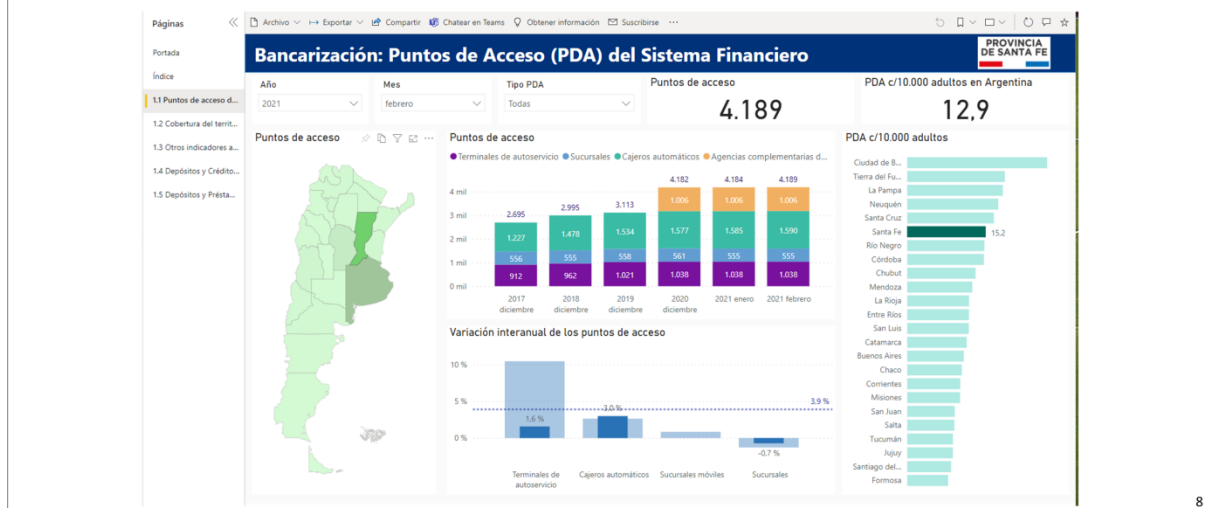 Páginas
Archivo Exportar Compartir Chatear en Teams Obtener información Suscribirse ...
Portada
Índice
1.1 Puntos de acceso d...
1.2 Cobertura del territ...
1.3 Otros indicadores a...
1.4 Depósitos y Crédito...
1.5 Depósitos y Présta...
Bancarización: Puntos de Acceso (PDA) del Sistema Financiero
PROVINCIA
DE SANTA FE
Año
2021
Mes
febrero
Tipo PDA
Todas
Puntos de acceso
4.189
PDA c/10.000 adultos en Argentina
12,9
Puntos de acceso
Puntos de acceso
Terminales de autoservicio Sucursales Cajeros automáticos Agencias complementarias d...
4.182 4.184 4.189
4 mil
1.006 1.006 1.006
2.695 2.995 3.113
3 mil
1.227 1.478 1.534 1.577 1.585 1.590
2 mil
556 555 558 561 555 555
1 mil
912 962 1.021 1.038 1.038 1.038
0 mil
2017 2018 2019 2020 2021 enero 2021 febrero
diciembre diciembre diciembre diciembre
Variación interanual de los puntos de acceso
10 %
5 %
3,9 %
3,0 %
1,6 %
0 %
-0,7 %
Terminales de Cajeros automáticos Sucursales móviles Sucursales
autoservicio
PDA c/10.000 adultos
Ciudad de B...
Tierra del Fu...
La Pampa
Neuquén
Santa Cruz
Santa Fe 15,2
Río Negro
Córdoba
Chubut
Mendoza
La Rioja
Entre Ríos
San Luis
Catamarca
Buenos Aires
Chaco
Corrientes
Misiones
San Juan
Salta
Tucumán
Jujuy
Santiago del...
Formosa
8